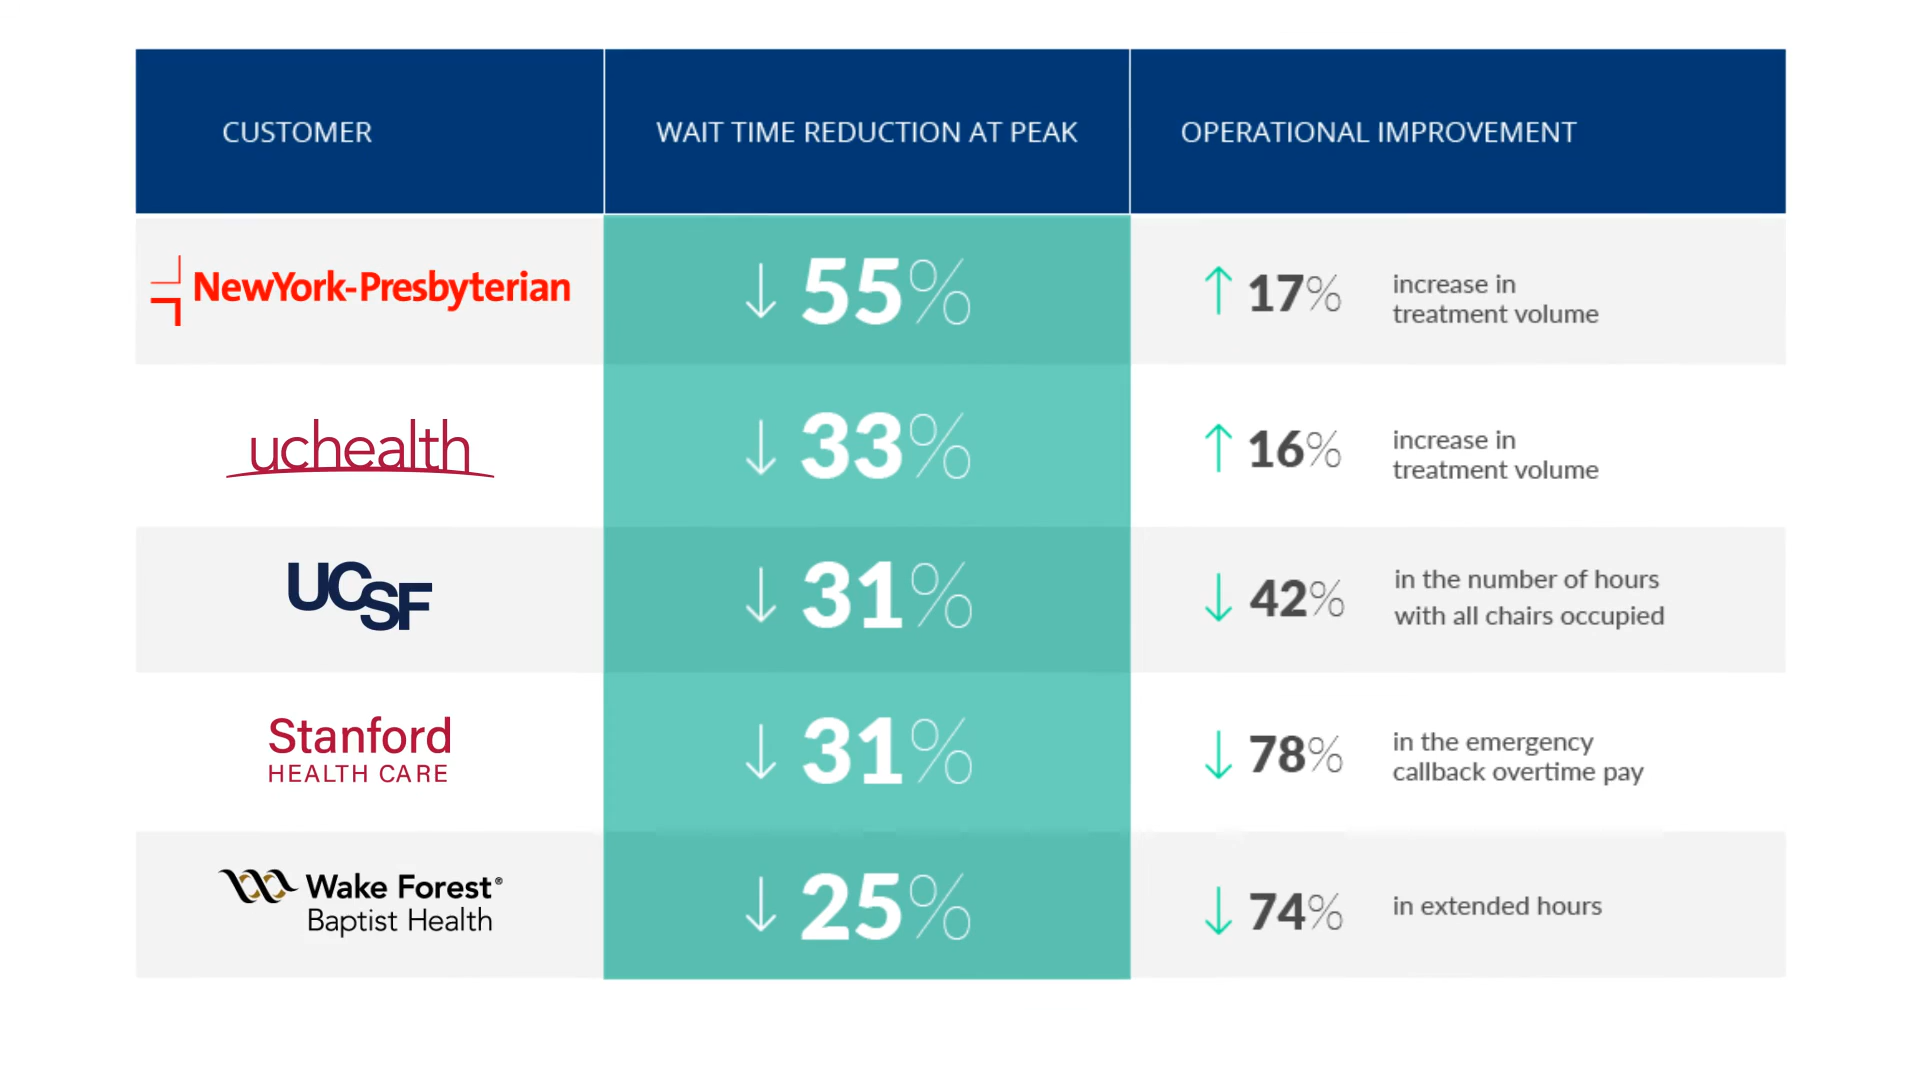 CUSTOMER
WAIT TIME REDUCTION AT PEAK
OPERATIONAL IMPROVEMENT
NewYork-Presbyterian
↓ 55%
↑ 17%
increase in
treatment volume
uchealth
↓ 33%
↑ 16%
increase in
treatment volume
UCSF
↓ 31%
↓ 42%
in the number of hours
with all chairs occupied
Stanford
HEALTH CARE
↓ 31%
↓ 78%
in the emergency
callback overtime pay
Wake Forest®
Baptist Health
↓ 25%
↓ 74%
in extended hours